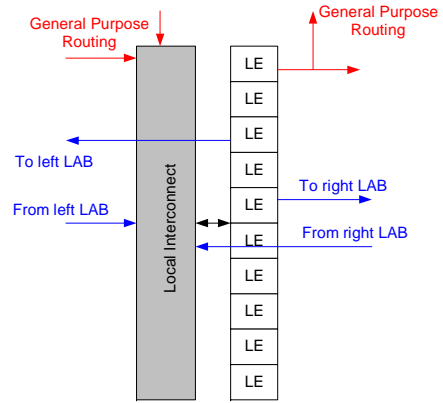 General Purpose
Routing
General Purpose
Routing
LE
LE
LE
To left LAB
LE
To right LAB
From left LAB
LE
Local Interconnect
LE
From right LAB
LE
LE
LE
LE